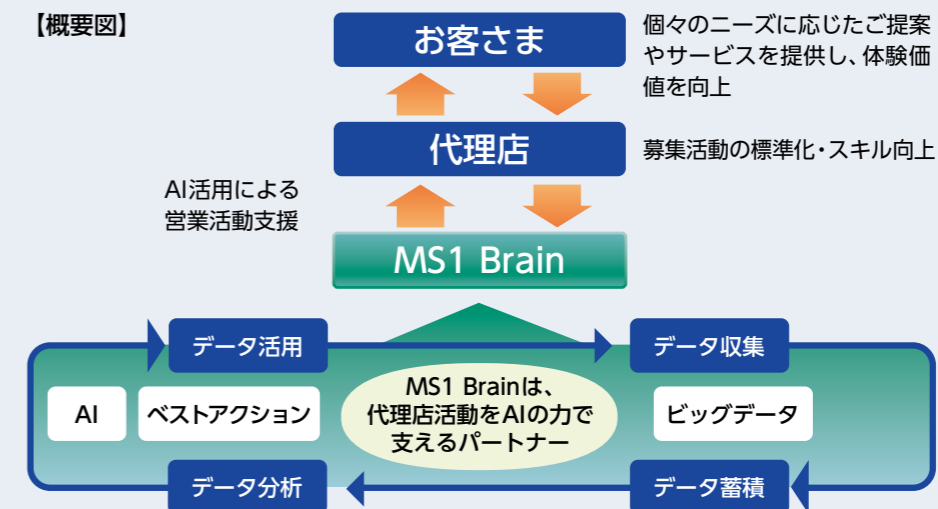 【概要図】
お客さま
個々のニーズに応じたご提案
やサービスを提供し、体験価
値を向上
代理店
募集活動の標準化・スキル向上
AI活用による
営業活動支援
MS1 Brain
データ活用
データ収集
AI
ベストアクション
MS1 Brainは、
代理店活動をAIの力で
支えるパートナー
ビッグデータ
データ分析
データ蓄積